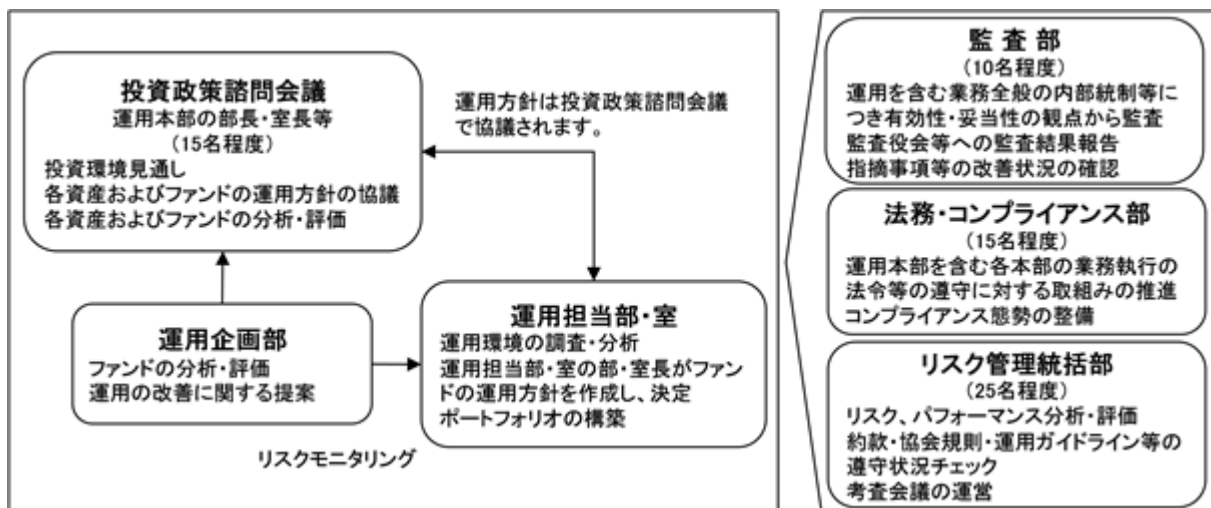 投資政策諮問会議
運用本部の部長・室長等
(15名程度)
投資環境見通し
各資産およびファンドの運用方針の協議
各資産およびファンドの分析・評価
運用方針は投資政策諮問会議
で協議されます。
運用企画部
ファンドの分析・評価
運用の改善に関する提案
運用担当部・室
運用環境の調査・分析
運用担当部・室の部・室長がファン
ドの運用方針を作成し、決定
ポートフォリオの構築
リスクモニタリング
監 査 部
(10名程度)
運用を含む業務全般の内部統制等に
つき有効性・妥当性の観点から監査
監査役会等への監査結果報告
指摘事項等の改善状況の確認
法務・コンプライアンス部
(15名程度)
運用本部を含む各本部の業務執行の
法令等の遵守に対する取組みの推進
コンプライアンス態勢の整備
リスク管理統括部
(25名程度)
リスク、パフォーマンス分析・評価
約款・協会規則・運用ガイドライン等の
遵守状況チェック
考査会議の運営